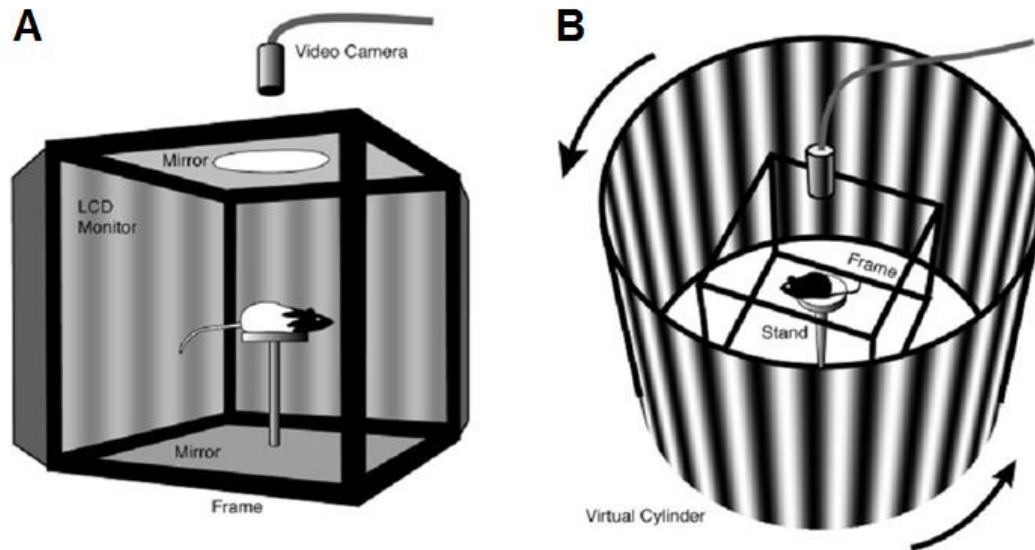 A
Video Camera
Mirror
LCD
Monitor
Mirror
Frame
B
Frame
Stand
Virtual Cylinder